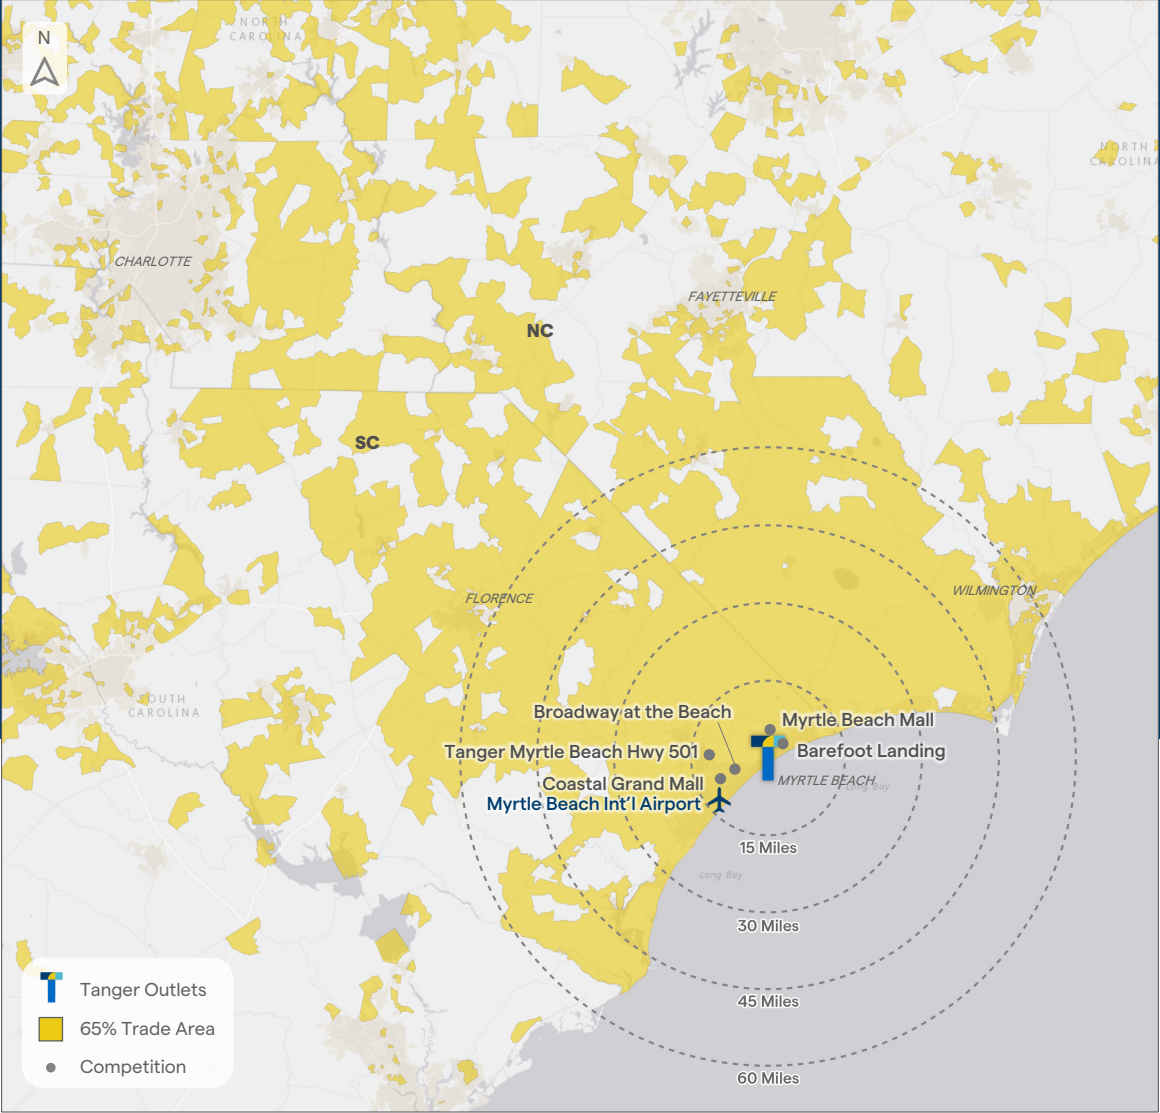 N
NORTH
CAROLINA
NORTH
CAROLINA
CHARLOTTE
FAYETTEVILLE
NC
SC
FLORENCE
WILMINGTON
SOUTH
CAROLINA
Broadway at the Beach
Myrtle Beach Mall
Tanger Myrtle Beach Hwy 501
Barefoot Landing
Coastal Grand Mall
MYRTLE BEACH
Long Bay
Myrtle Beach Int'l Airport
15 Miles
Long Bay
30 Miles
45 Miles
60 Miles
Tanger Outlets
65% Trade Area
Competition